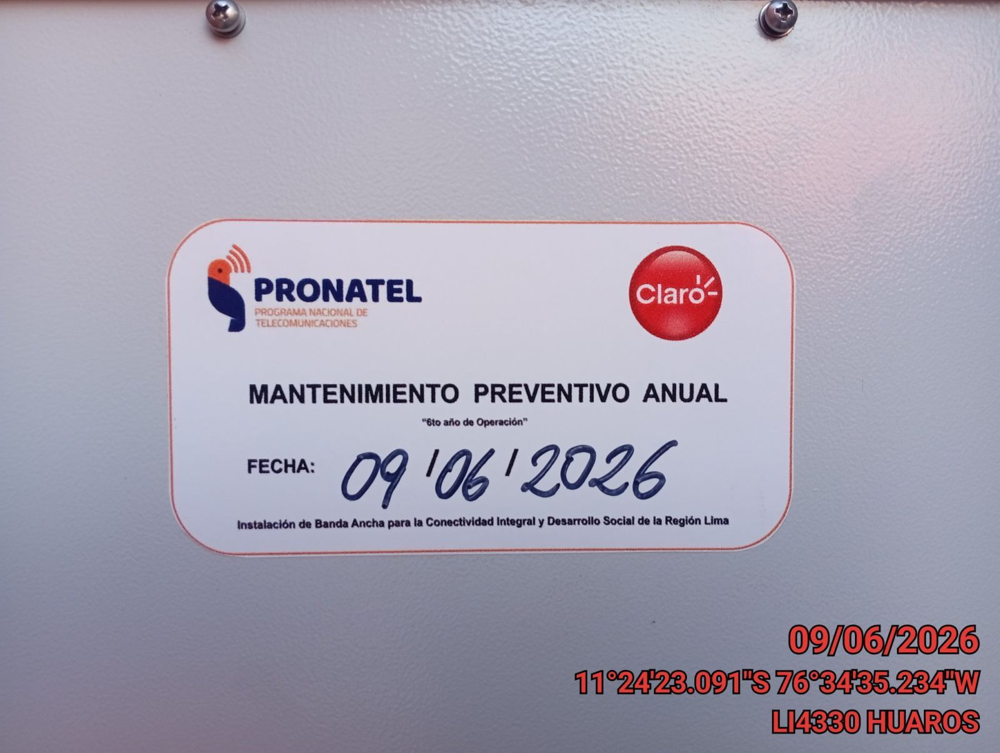 PRONATEL
PROGRAMA NACIONAL DE
TELECOMUNICACIONES
Claro
MANTENIMIENTO PREVENTIVO ANUAL
"6to año de Operación"
FECHA: 09/06/2026
Instalación de Banda Ancha para la Conectividad Integral y Desarrollo Social de la Región Lima
09/06/2026
11°24'23.091"S 76°34'35.234"W
LI4330 HUAROS